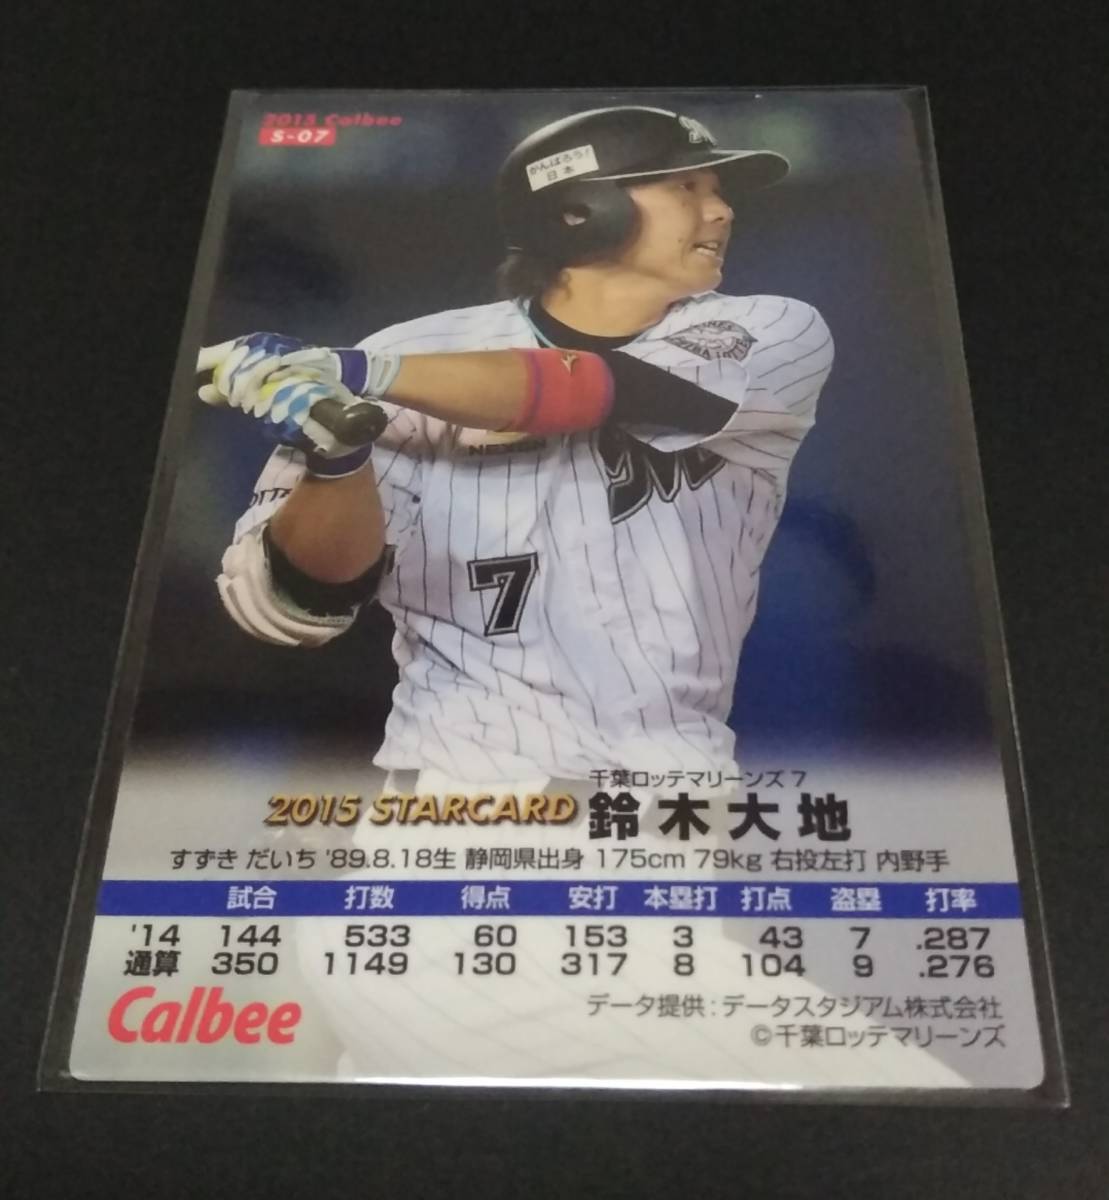 2015 Calbee
S-07
がんばろう!
日本
NEXEN
7
千葉ロッテマリーンズ 7
2015 STARCARD 鈴木大地
すずき だいち '89.8.18生 静岡県出身 175cm 79kg 右投左打 内野手
試合 打数 得点 安打 本塁打 打点 盗塁 打率
'14 144 533 60 153 3 43 7 .287
通算 350 1149 130 317 8 104 9 .276
Calbee
データ提供:データスタジアム株式会社
©千葉ロッテマリーンズ